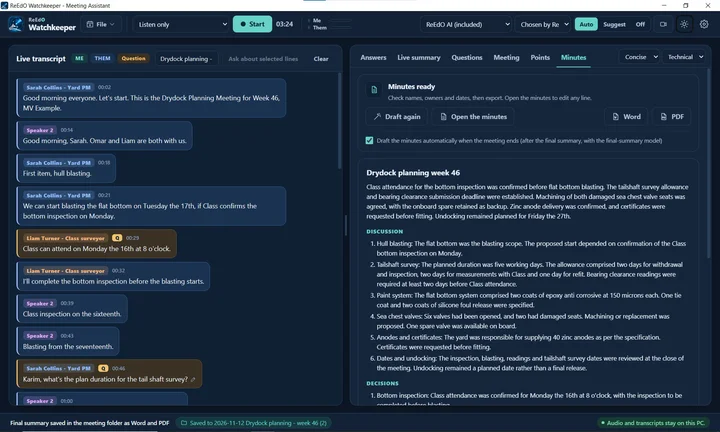 ReEdO Watchkeeper - Meeting Assistant
ReEdO
Watchkeeper
File
Listen only
Start
03:24
Me
Them
ReEdO AI (included)
Chosen by Re
Auto
Suggest
Off
Live transcript
ME
THEM
Question
Drydock planning -
Ask about selected lines
Clear
Sarah Collins - Yard PM 00:02
Good morning everyone. Let's start. This is the Drydock Planning Meeting for Week 46,
MV Example.
Speaker 2 00:14
Good morning, Sarah. Omar and Liam are both with us.
Sarah Collins - Yard PM 00:18
First item, hull blasting.
Sarah Collins - Yard PM 00:21
We can start blasting the flat bottom on Tuesday the 17th, if Class confirms the
bottom inspection on Monday.
Liam Turner - Class surveyor Q 00:29
Class can attend on Monday the 16th at 8 o'clock.
Liam Turner - Class surveyor 00:32
I'll complete the bottom inspection before the blasting starts.
Speaker 2 00:39
Class inspection on the sixteenth.
Speaker 2 00:43
Blasting from the seventeenth.
Sarah Collins - Yard PM Q 00:46
Karim, what's the plan duration for the tail shaft survey?
Speaker 2 01:00
Answers
Live summary
Questions
Meeting
Points
Minutes
Concise
Technical
Minutes ready
Check names, owners and dates, then export. Open the minutes to edit any line.
Draft again
Open the minutes
Word
PDF
Draft the minutes automatically when the meeting ends (after the final summary, with the final-summary model)
Drydock planning week 46
Class attendance for the bottom inspection was confirmed before flat bottom blasting. The tailshaft survey allowance
and bearing clearance submission deadline were established. Machining of both damaged sea chest valve seats was
agreed, with the onboard spare retained as backup. Zinc anode delivery was confirmed, and certificates were
requested before fitting. Undocking remained planned for Friday the 27th.
DISCUSSION
1. Hull blasting: The flat bottom was the blasting scope. The proposed start depended on confirmation of the Class
bottom inspection on Monday.
2. Tailshaft survey: The planned duration was five working days. The allowance comprised two days for withdrawal
and inspection, two days for measurements with Class and one day for refit. Bearing clearance readings were
required at least two days before Class attendance.
3. Paint system: The flat bottom system comprised two coats of epoxy anti corrosive at 150 microns each. One tie
coat and two coats of silicone foul release were specified.
4. Sea chest valves: Six valves had been opened, and two had damaged seats. Machining or replacement was
proposed. One spare valve was available on board.
5. Anodes and certificates: The yard was responsible for supplying 40 zinc anodes as per the specification.
Certificates were requested before fitting.
6. Dates and undocking: The inspection, blasting, readings and tailshaft survey dates were reviewed at the close of
the meeting. Undocking remained a planned date rather than a final release.
DECISIONS
1. Bottom inspection: Class attendance was confirmed for Monday the 16th at 8 o'clock, with the inspection to be
completed before blasting.
Final summary saved in the meeting folder as Word and PDF
Saved to 2026-11-12 Drydock planning - week 46 (2)
Audio and transcripts stay on this PC.